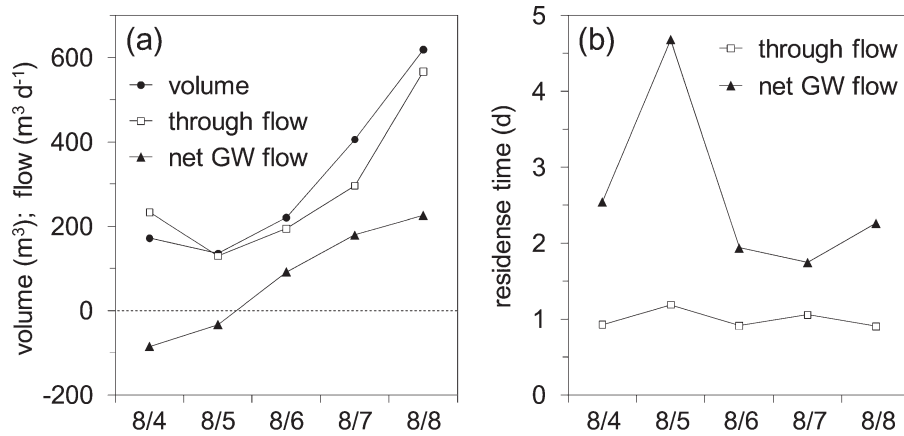 (a)
volume
through flow
net GW flow
volume (m³); flow (m³ d⁻¹)
600
400
200
0
-200
8/4 8/5 8/6 8/7 8/8
(b)
through flow
net GW flow
residense time (d)
5
4
3
2
1
0
8/4 8/5 8/6 8/7 8/8